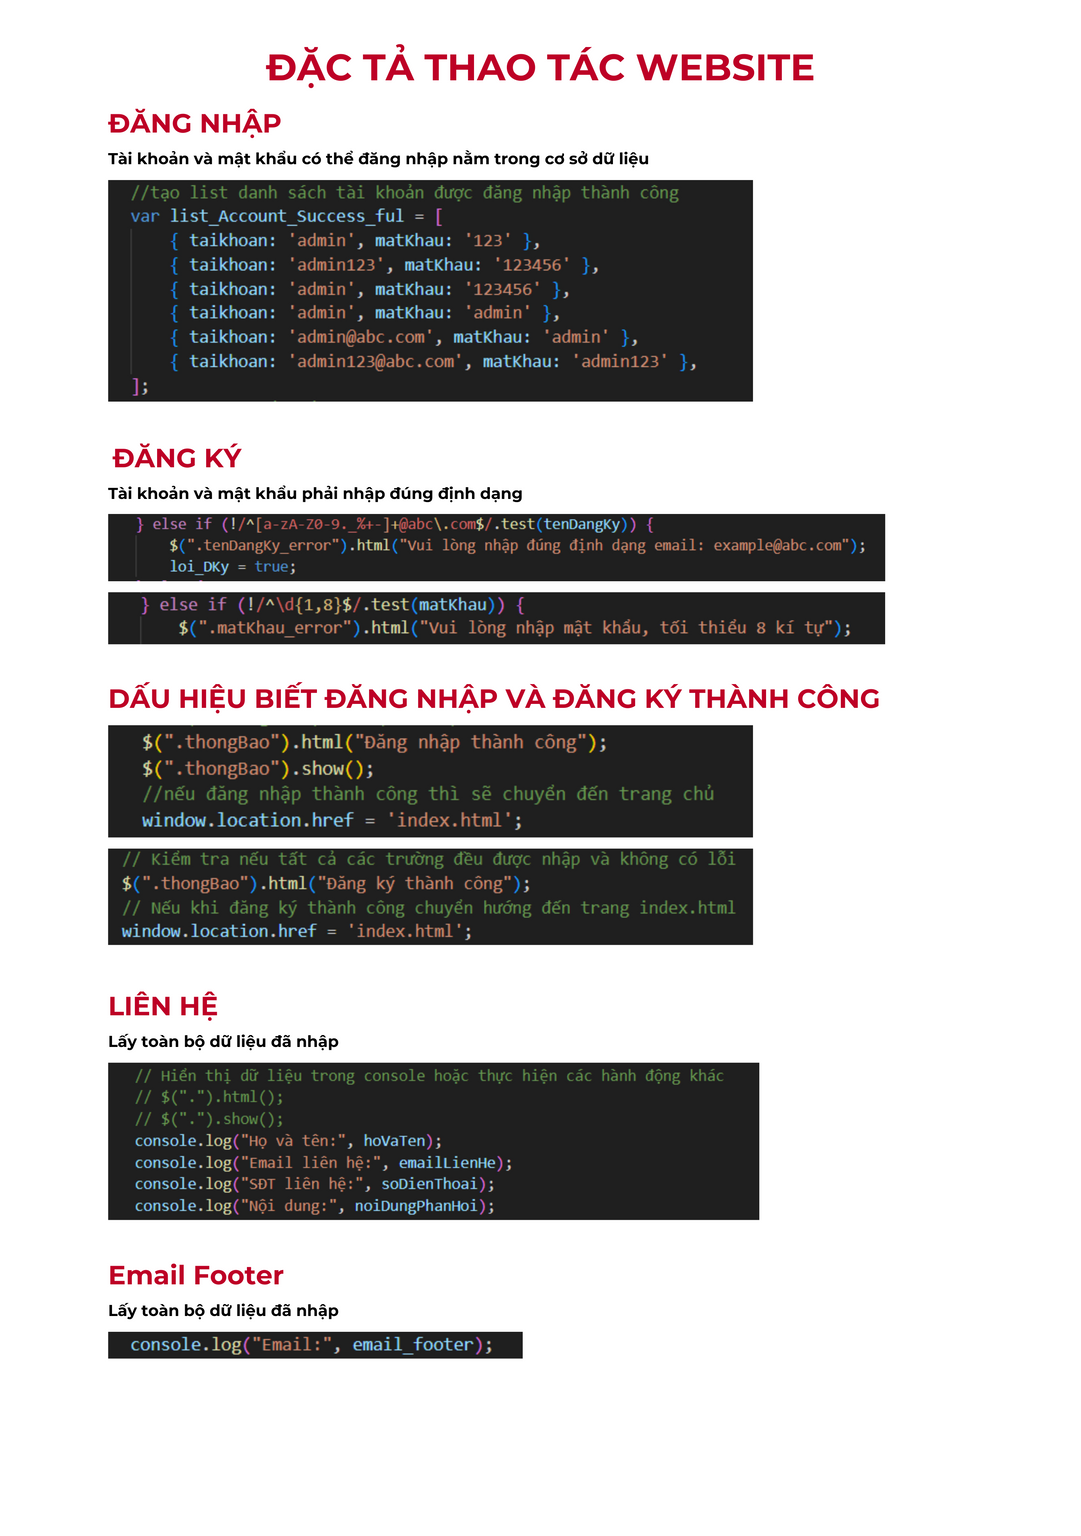 ĐẶC TẢ THAO TÁC WEBSITE
ĐĂNG NHẬP
Tài khoản và mật khẩu có thể đăng nhập nằm trong cơ sở dữ liệu
//tạo list danh sách tài khoản được đăng nhập thành công
var list_Account_Success_ful = [
{ taikhoan: 'admin', matKhau: '123' },
{ taikhoan: 'admin123', matKhau: '123456' },
{ taikhoan: 'admin', matKhau: '123456' },
{ taikhoan: 'admin', matKhau: 'admin' },
{ taikhoan: 'admin@abc.com', matKhau: 'admin' },
{ taikhoan: 'admin123@abc.com', matKhau: 'admin123' },
];
ĐĂNG KÝ
Tài khoản và mật khẩu phải nhập đúng định dạng
} else if (!/^[a-zA-Z0-9._%+-]+@abc\.com$/.test(tenDangKy)) {
$(".tenDangKy_error").html("Vui lòng nhập đúng định dạng email: example@abc.com");
loi_DKy = true;
} else if (!/^\d{1,8}$/.test(matKhau)) {
$(".matKhau_error").html("Vui lòng nhập mật khẩu, tối thiểu 8 kí tự");
DẤU HIỆU BIẾT ĐĂNG NHẬP VÀ ĐĂNG KÝ THÀNH CÔNG
$(".thongBao").html("Đăng nhập thành công");
$(".thongBao").show();
//nếu đăng nhập thành công thì sẽ chuyển đến trang chủ
window.location.href = 'index.html';
// Kiểm tra nếu tất cả các trường đều được nhập và không có lỗi
$(".thongBao").html("Đăng ký thành công");
// Nếu khi đăng ký thành công chuyển hướng đến trang index.html
window.location.href = 'index.html';
LIÊN HỆ
Lấy toàn bộ dữ liệu đã nhập
// Hiển thị dữ liệu trong console hoặc thực hiện các hành động khác
// $(".").html();
// $(".").show();
console.log("Họ và tên:", hoVaTen);
console.log("Email liên hệ:", emailLienHe);
console.log("SĐT liên hệ:", soDienThoai);
console.log("Nội dung:", noiDungPhanHoi);
Email Footer
Lấy toàn bộ dữ liệu đã nhập
console.log("Email:", email_footer);